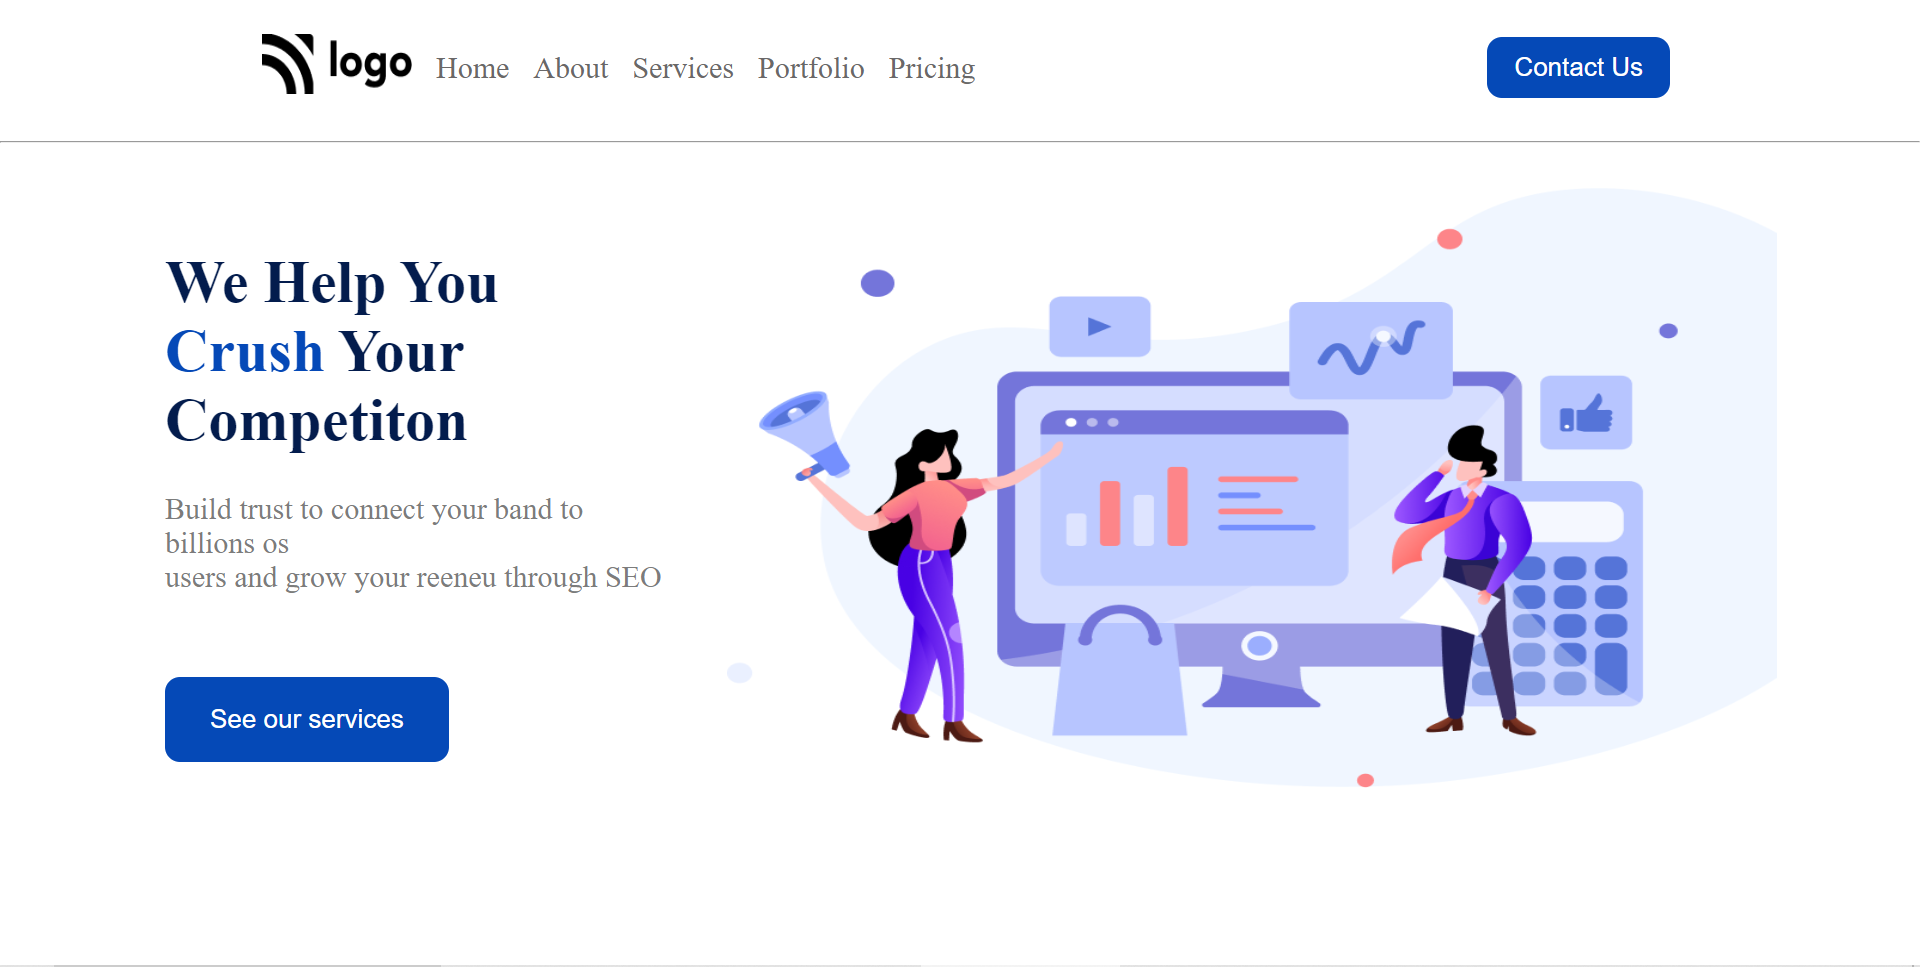 logo Home About Services Portfolio Pricing Contact Us
We Help You
Crush Your
Competiton
Build trust to connect your band to
billions os
users and grow your reeneu through SEO
See our services